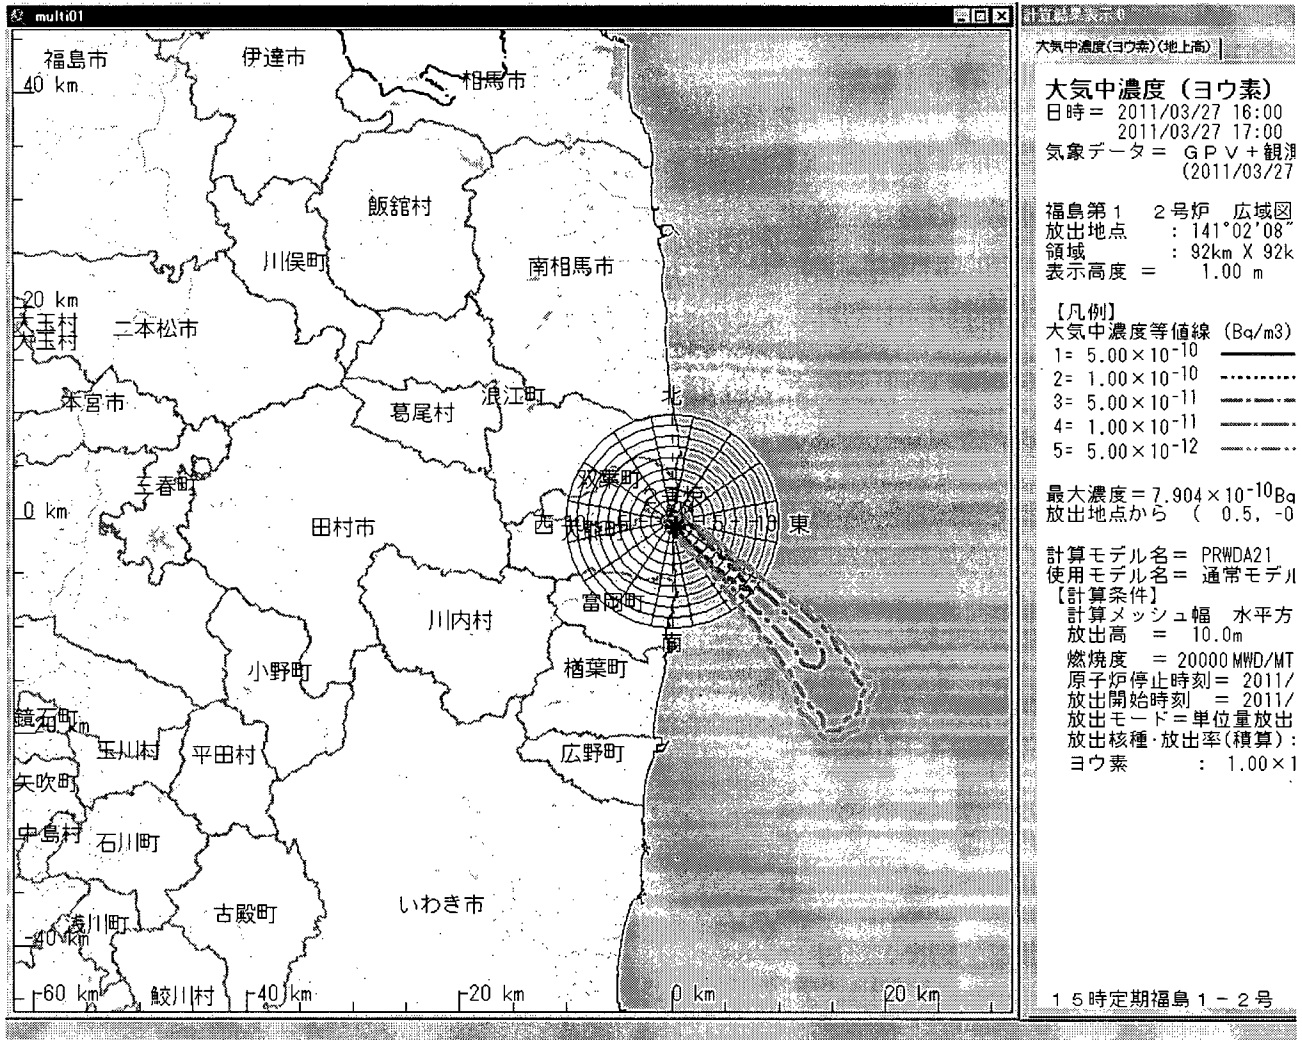 multi01
福島市
伊達市
相馬市
40 km
飯舘村
川俣町
南相馬市
20 km
大玉村
大玉村
二本松市
本宮市
葛尾村
浪江町
北
三春町
双葉町
0 km
田村市
西
東
富岡町
川内村
南
小野町
楢葉町
鏡石町
-20 km
玉川村
平田村
広野町
矢吹町
中島村
石川町
浅川町
古殿町
いわき市
-40 km
鮫川村
-60 km
-40 km
-20 km
0 km
20 km
計算結果表示
大気中濃度(ヨウ素)(地上高)
大気中濃度(ヨウ素)
日時= 2011/03/27 16:00
2011/03/27 17:00
気象データ= GPV+観測
(2011/03/27
福島第1 2号炉 広域図
放出地点 : 141°02'08"
領域 : 92km X 92k
表示高度 = 1.00 m
【凡例】
大気中濃度等値線 (Bq/m3)
1= 5.00×10-10
2= 1.00×10-10
3= 5.00×10-11
4= 1.00×10-11
5= 5.00×10-12
最大濃度=7.904×10-10Bq
放出地点から ( 0.5, -0
計算モデル名= PRWDA21
使用モデル名= 通常モデル
【計算条件】
計算メッシュ幅 水平方
放出高 = 10.0m
燃焼度 = 20000MWD/MT
原子炉停止時刻= 2011/
放出開始時刻 = 2011/
放出モード=単位量放出
放出核種・放出率(積算):
ヨウ素 : 1.00×1
15時定期福島1-2号